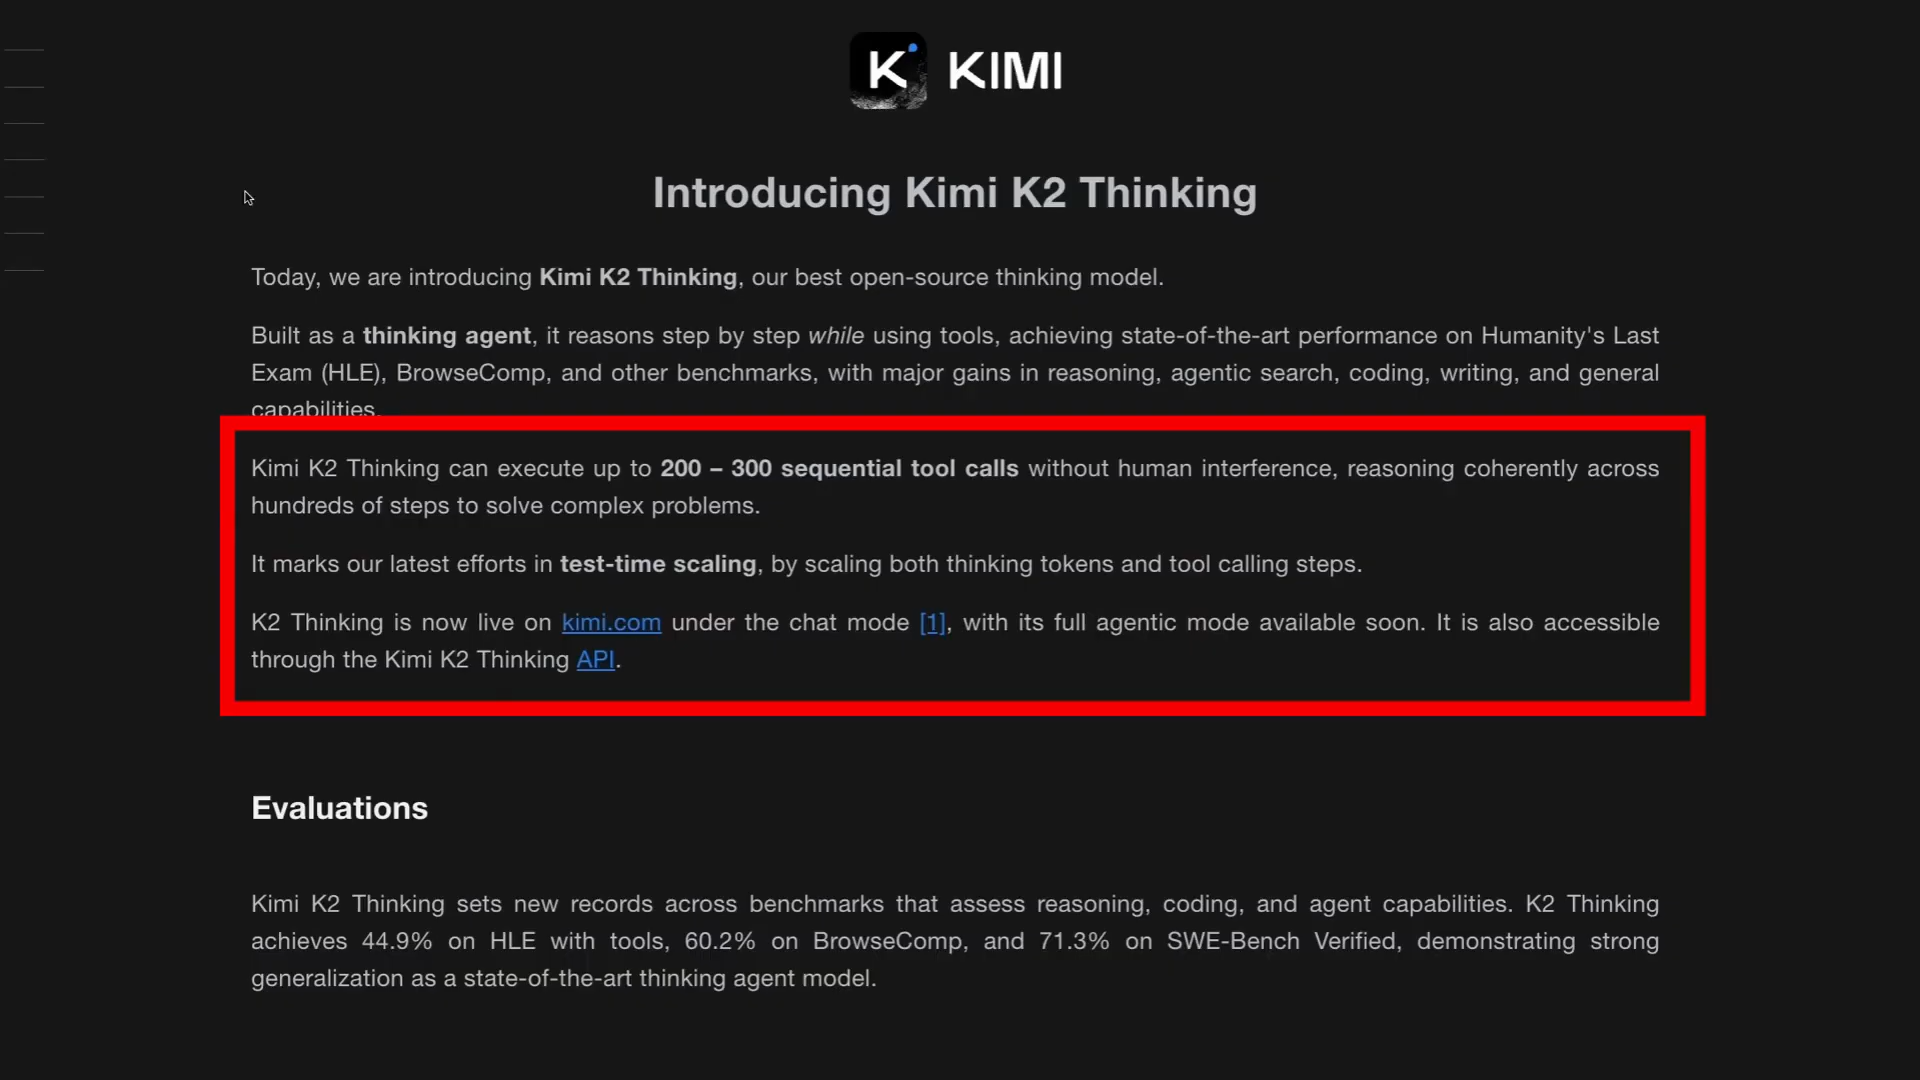 K KIMI
Introducing Kimi K2 Thinking
Today, we are introducing Kimi K2 Thinking, our best open-source thinking model.
Built as a thinking agent, it reasons step by step while using tools, achieving state-of-the-art performance on Humanity's Last
Exam (HLE), BrowseComp, and other benchmarks, with major gains in reasoning, agentic search, coding, writing, and general
capabilities.
Kimi K2 Thinking can execute up to 200 – 300 sequential tool calls without human interference, reasoning coherently across
hundreds of steps to solve complex problems.
It marks our latest efforts in test-time scaling, by scaling both thinking tokens and tool calling steps.
K2 Thinking is now live on kimi.com under the chat mode [1], with its full agentic mode available soon. It is also accessible
through the Kimi K2 Thinking API.
Evaluations
Kimi K2 Thinking sets new records across benchmarks that assess reasoning, coding, and agent capabilities. K2 Thinking
achieves 44.9% on HLE with tools, 60.2% on BrowseComp, and 71.3% on SWE-Bench Verified, demonstrating strong
generalization as a state-of-the-art thinking agent model.